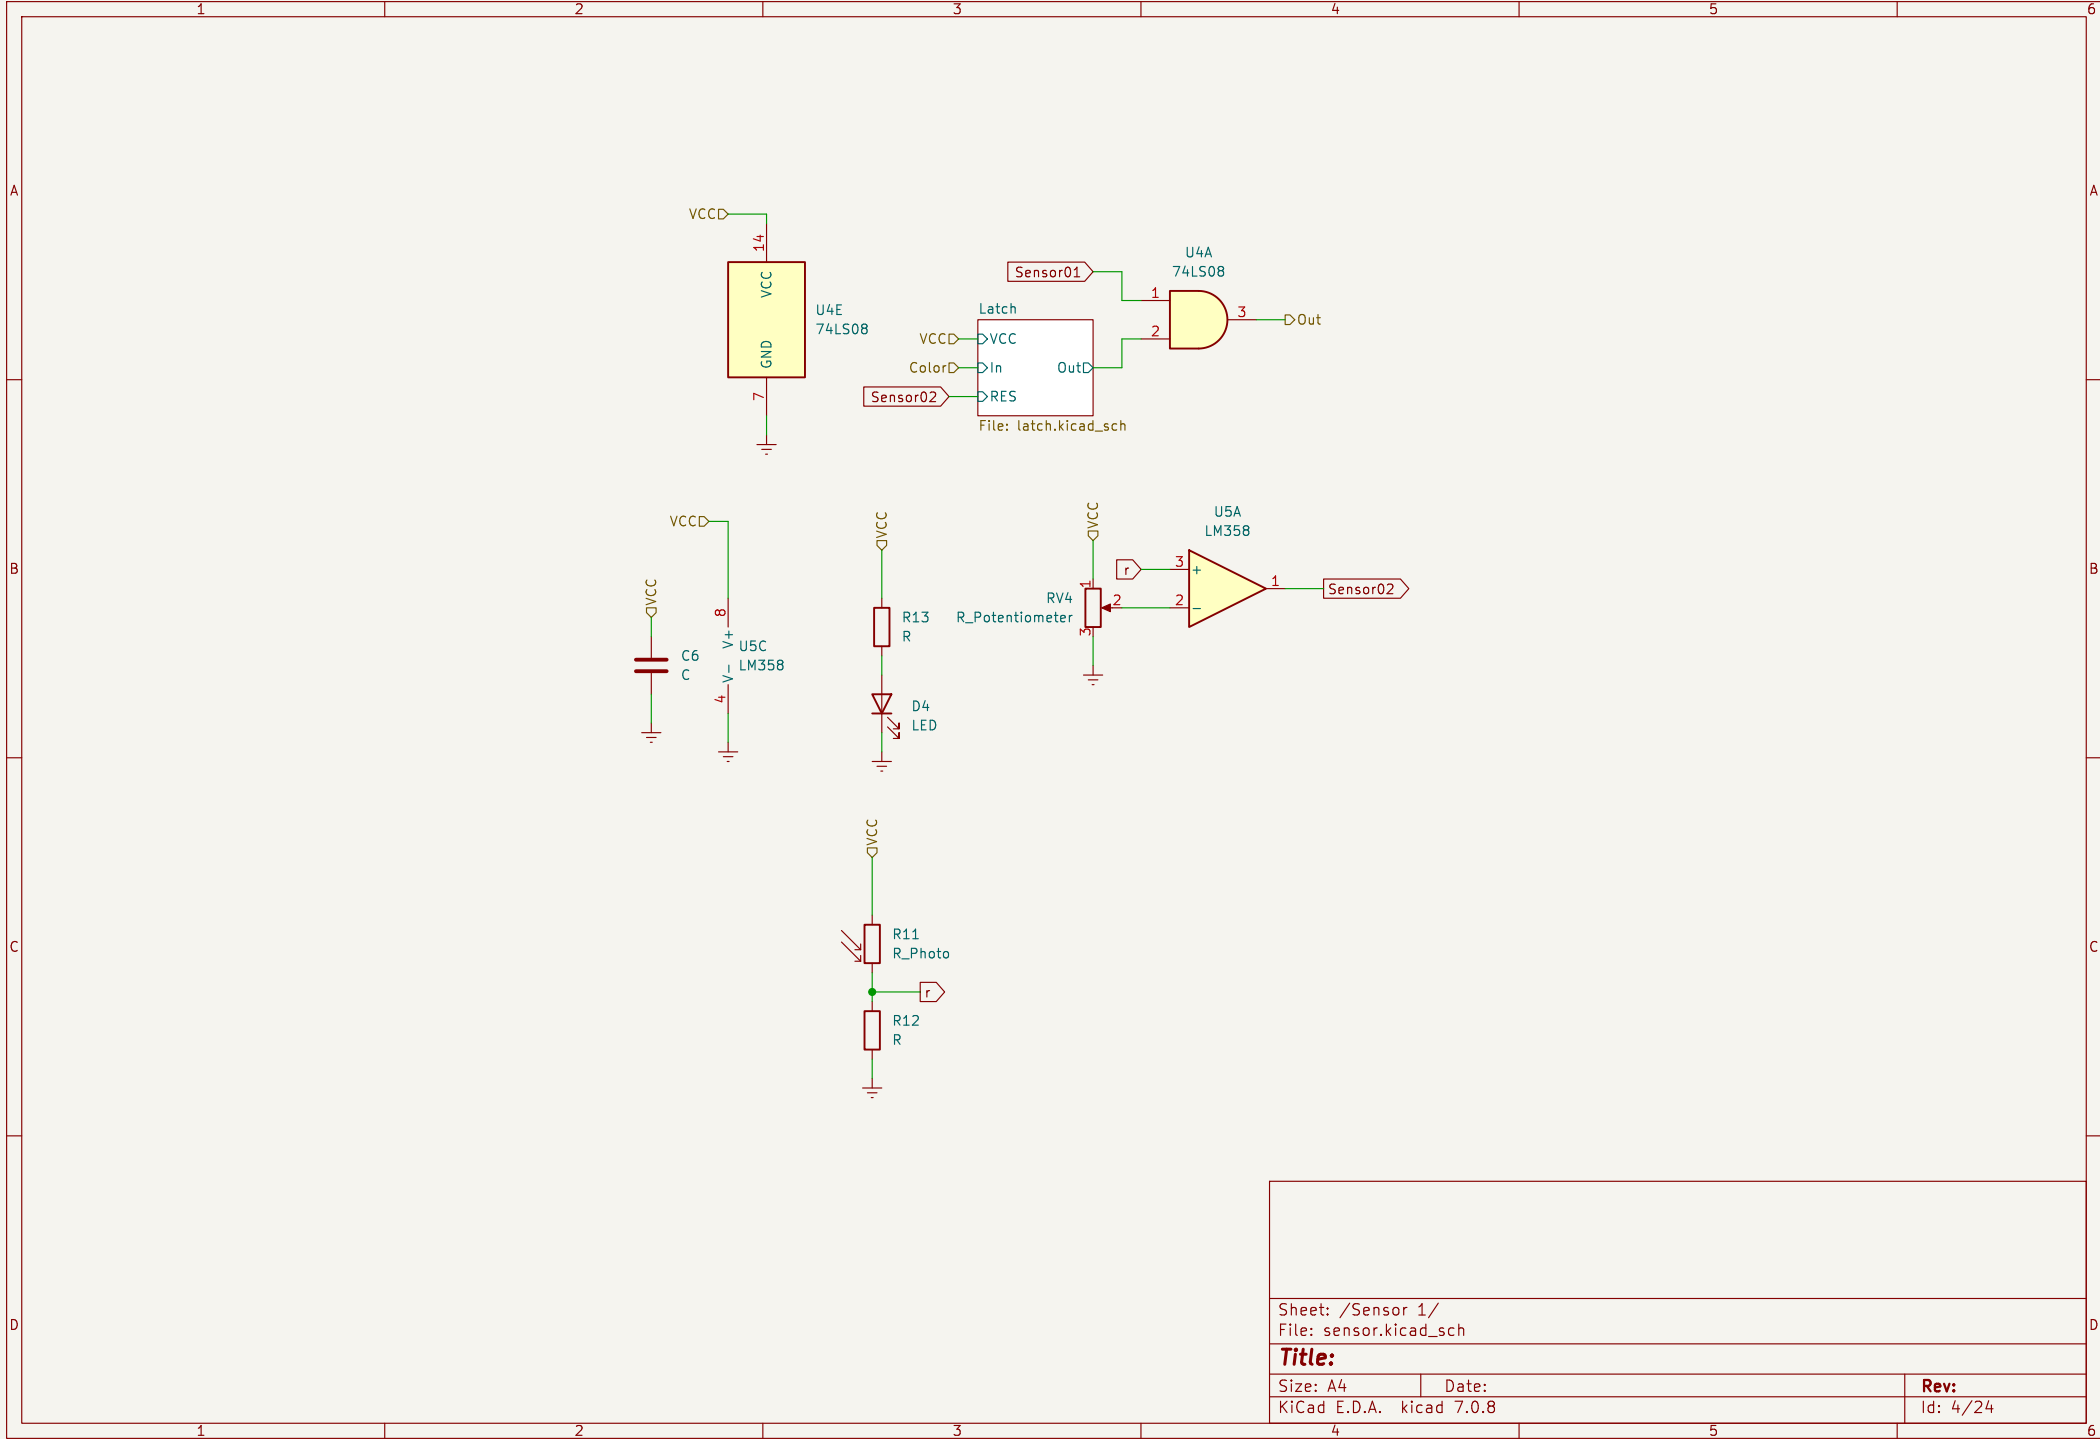 1 2 3 4 5 6
A
A
VCC
14
VCC
GND
7
U4E
74LS08
U4A
74LS08
Sensor01
1
2
3
Out
Latch
VCC
VCC
Color
In
Out
Sensor02
RES
File: latch.kicad_sch
B
B
VCC
8
V+
V-
4
U5C
LM358
VCC
C6
C
VCC
R13
R
D4
LED
VCC
1
2
3
RV4
R_Potentiometer
U5A
LM358
r
3
+
2
-
1
Sensor02
C
C
VCC
R11
R_Photo
r
R12
R
D
D
Sheet: /Sensor 1/
File: sensor.kicad_sch
Title:
Size: A4 Date: Rev:
KiCad E.D.A. kicad 7.0.8 Id: 4/24
1 2 3 4 5 6